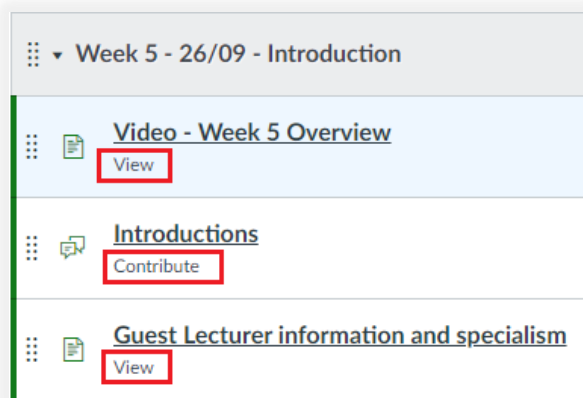 Week 5 - 26/09 - Introduction
Video - Week 5 Overview
View
Introductions
Contribute
Guest Lecturer information and specialism
View